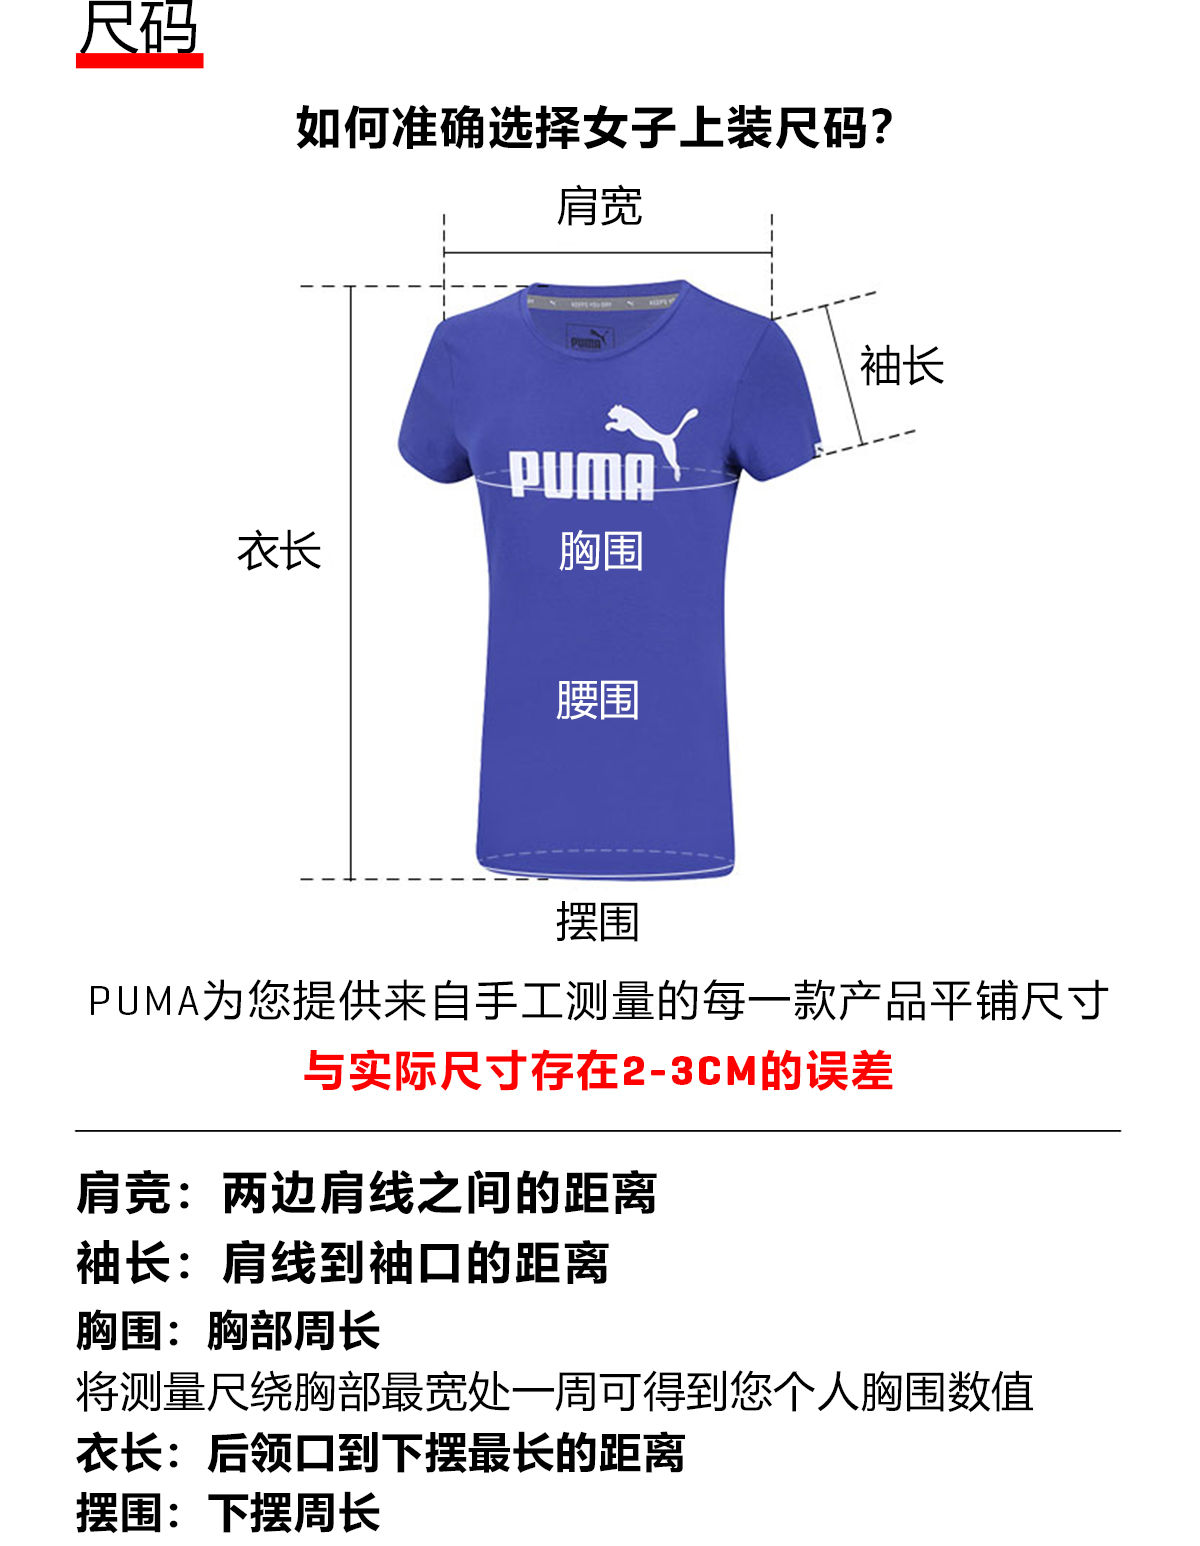 尺码
如何准确选择女子上装尺码？
肩宽
KEEPS YOU DRY
KEEPS Y
PUMA
袖长
PUMA
衣长
胸围
腰围
摆围
PUMA为您提供来自手工测量的每一款产品平铺尺寸
与实际尺寸存在2-3CM的误差
肩竞：两边肩线之间的距离
袖长：肩线到袖口的距离
胸围：胸部周长
将测量尺绕胸部最宽处一周可得到您个人胸围数值
衣长：后领口到下摆最长的距离
摆围：下摆周长